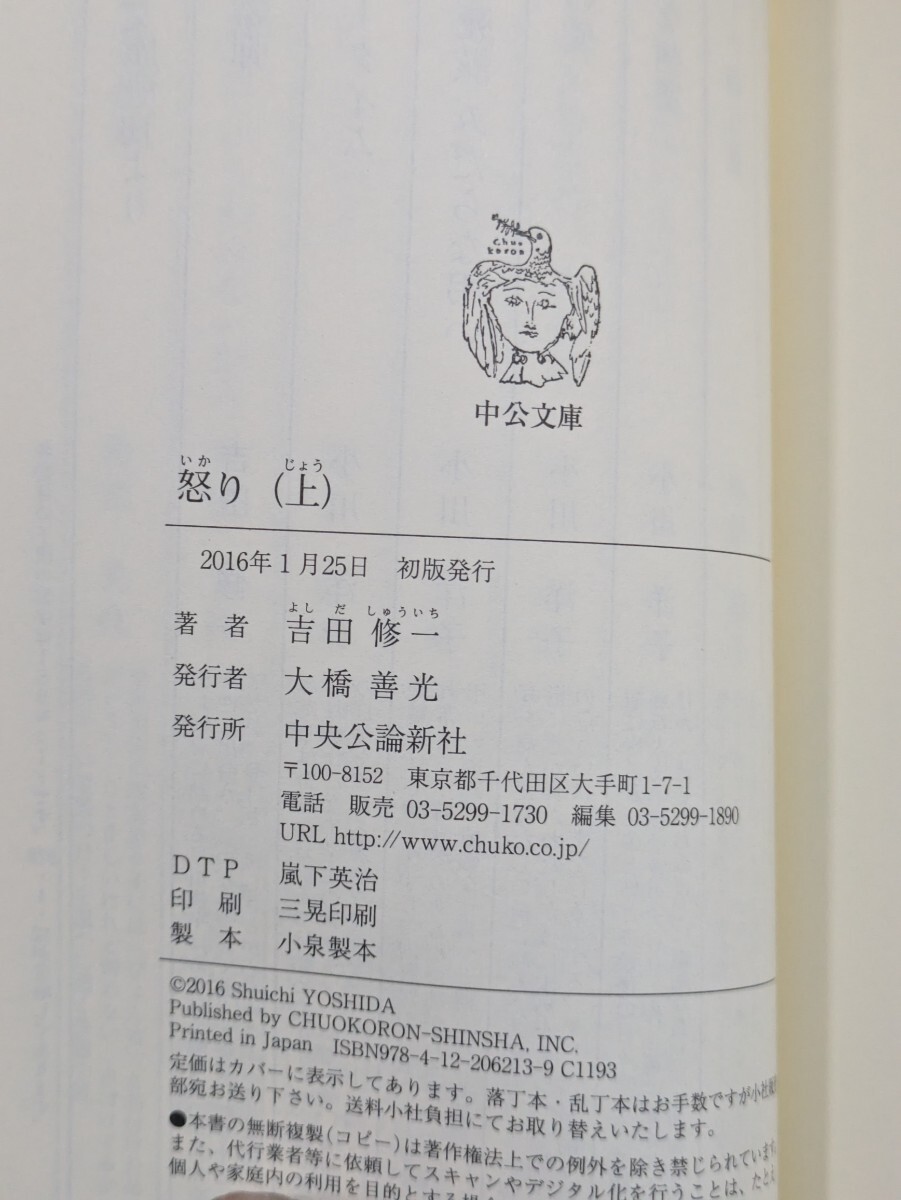 Chuo
koron
中公文庫
いか じょう
怒り（上）
2016年1月25日 初版発行
よし だ しゅういち
著者 吉田修一
発行者 大橋善光
発行所 中央公論新社
〒100-8152 東京都千代田区大手町1-7-1
電話 販売 03-5299-1730 編集 03-5299-1890
URL http://www.chuko.co.jp/
DTP 嵐下英治
印刷 三晃印刷
製本 小泉製本
©2016 Shuichi YOSHIDA
Published by CHUOKORON-SHINSHA, INC.
Printed in Japan ISBN978-4-12-206213-9 C1193
定価はカバーに表示してあります。落丁本・乱丁本はお手数ですが小社販
部宛お送り下さい。送料小社負担にてお取り替えいたします。
●本書の無断複製(コピー)は著作権法上での例外を除き禁じられています。
また、代行業者等に依頼してスキャンやデジタル化を行うことは、たとえ
個人や家庭内の利用を目的とする場合